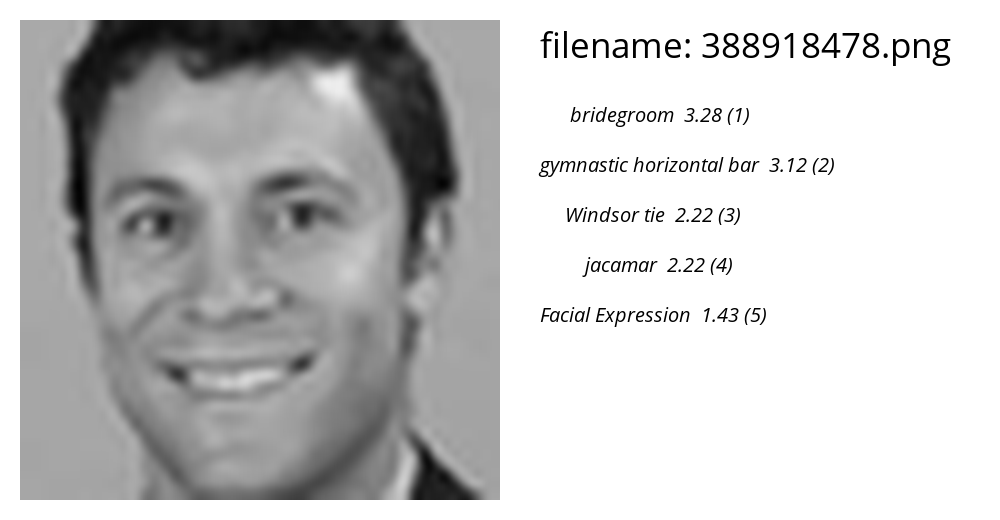 filename: 388918478.png
bridegroom 3.28 (1)
gymnastic horizontal bar 3.12 (2)
Windsor tie 2.22 (3)
jacamar 2.22 (4)
Facial Expression 1.43 (5)